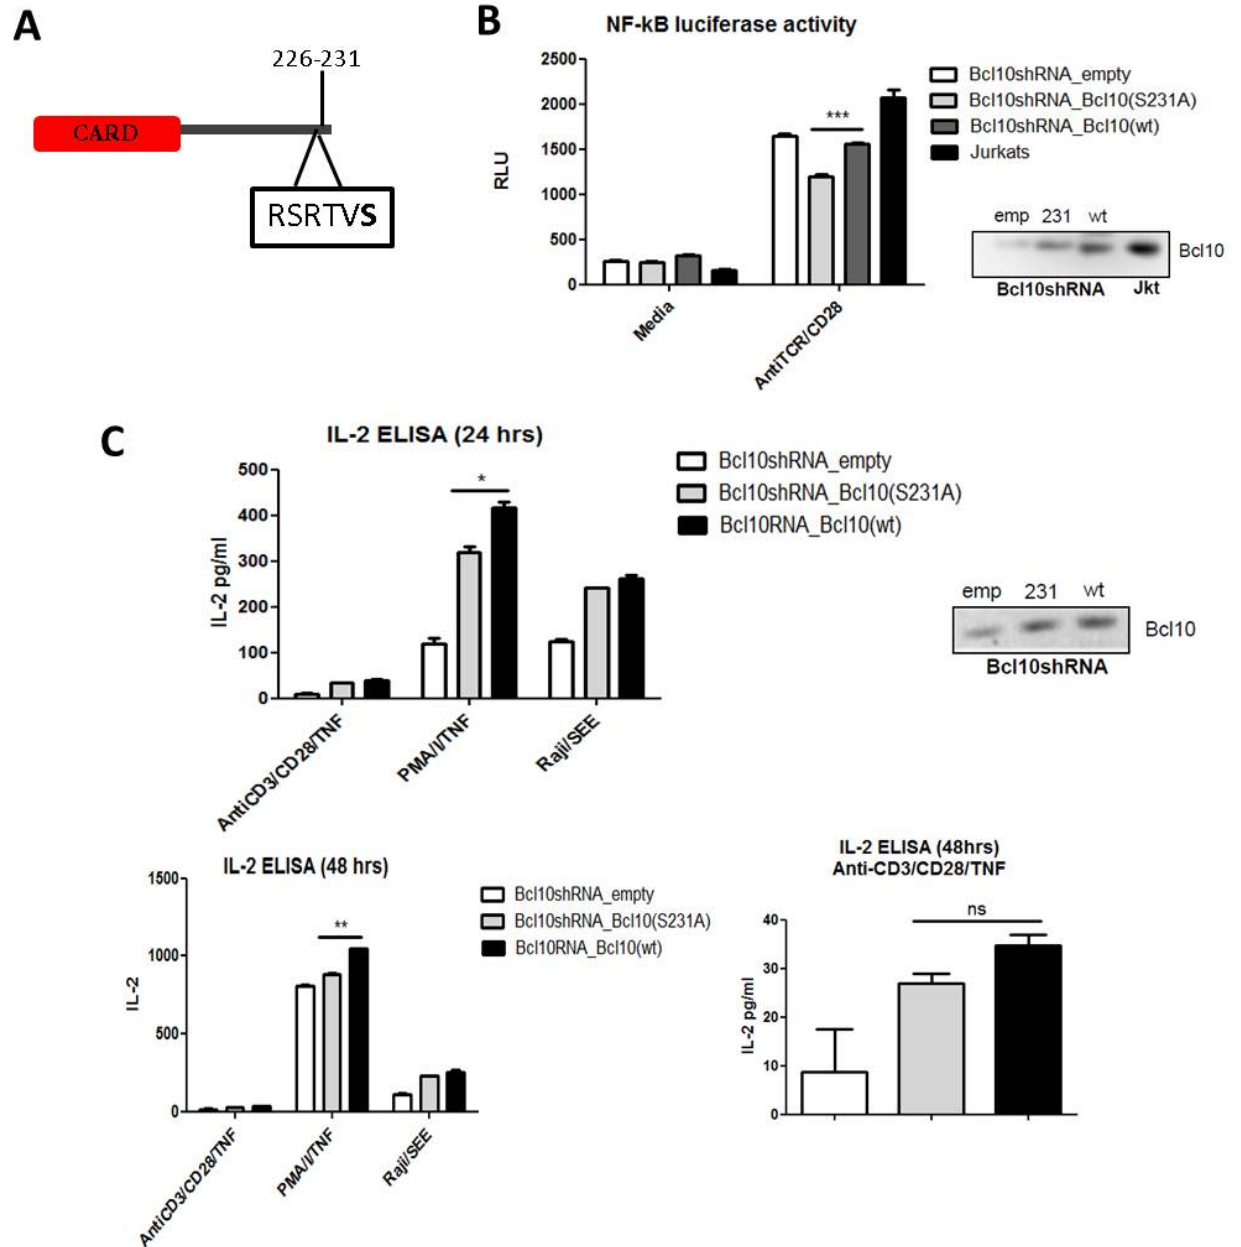 A
226-231
CARD
RSRTVS
B
NF-kB luciferase activity
2500
2000
1500
1000
500
0
RLU
***
Media
AntiTCR/CD28
Bcl10shRNA_empty
Bcl10shRNA_Bcl10(S231A)
Bcl10shRNA_Bcl10(wt)
Jurkats
emp 231 wt
Bcl10
Bcl10shRNA Jkt
C
IL-2 ELISA (24 hrs)
500
400
300
200
100
0
IL-2 pg/ml
*
AntiCD3/CD28/TNF
PMA/I/TNF
Raji/SEE
Bcl10shRNA_empty
Bcl10shRNA_Bcl10(S231A)
Bcl10RNA_Bcl10(wt)
emp 231 wt
Bcl10
Bcl10shRNA
IL-2 ELISA (48 hrs)
1500
1000
500
0
IL-2
**
AntiCD3/CD28/TNF
PMA/I/TNF
Raji/SEE
Bcl10shRNA_empty
Bcl10shRNA_Bcl10(S231A)
Bcl10RNA_Bcl10(wt)
IL-2 ELISA (48hrs)
Anti-CD3/CD28/TNF
40
30
20
10
0
IL-2 pg/ml
ns